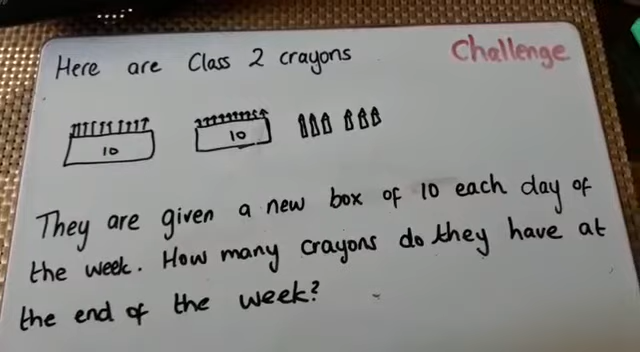 Here are Class 2 crayons
Challenge
10
10
They are given a new box of 10 each day of
the week. How many crayons do they have at
the end of the week?